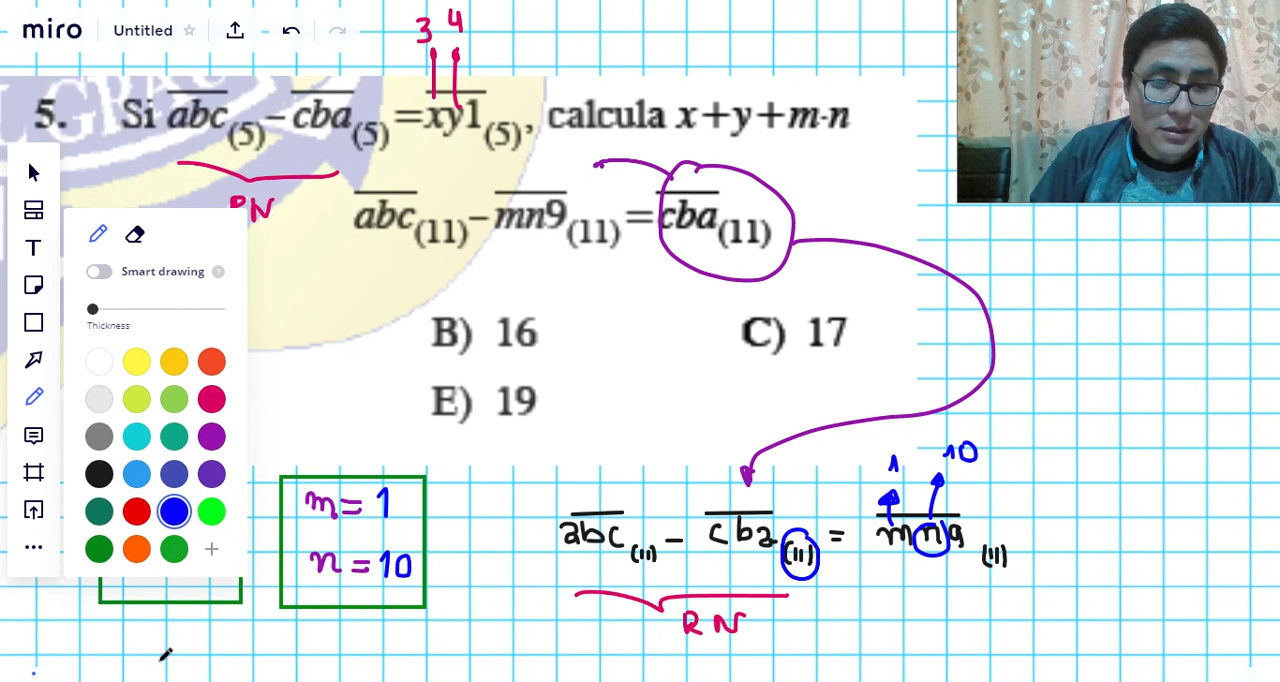 miro Untitled
3 4
5. Si abc(5) - cba(5) = xy1(5), calcula x+y+m·n
RN
abc(11) - mn9(11) = cba(11)
Smart drawing
Thickness
B) 16 C) 17
E) 19
m = 1
n = 10
1 10
abc(11) - cba(11) = mn9(11)
RN